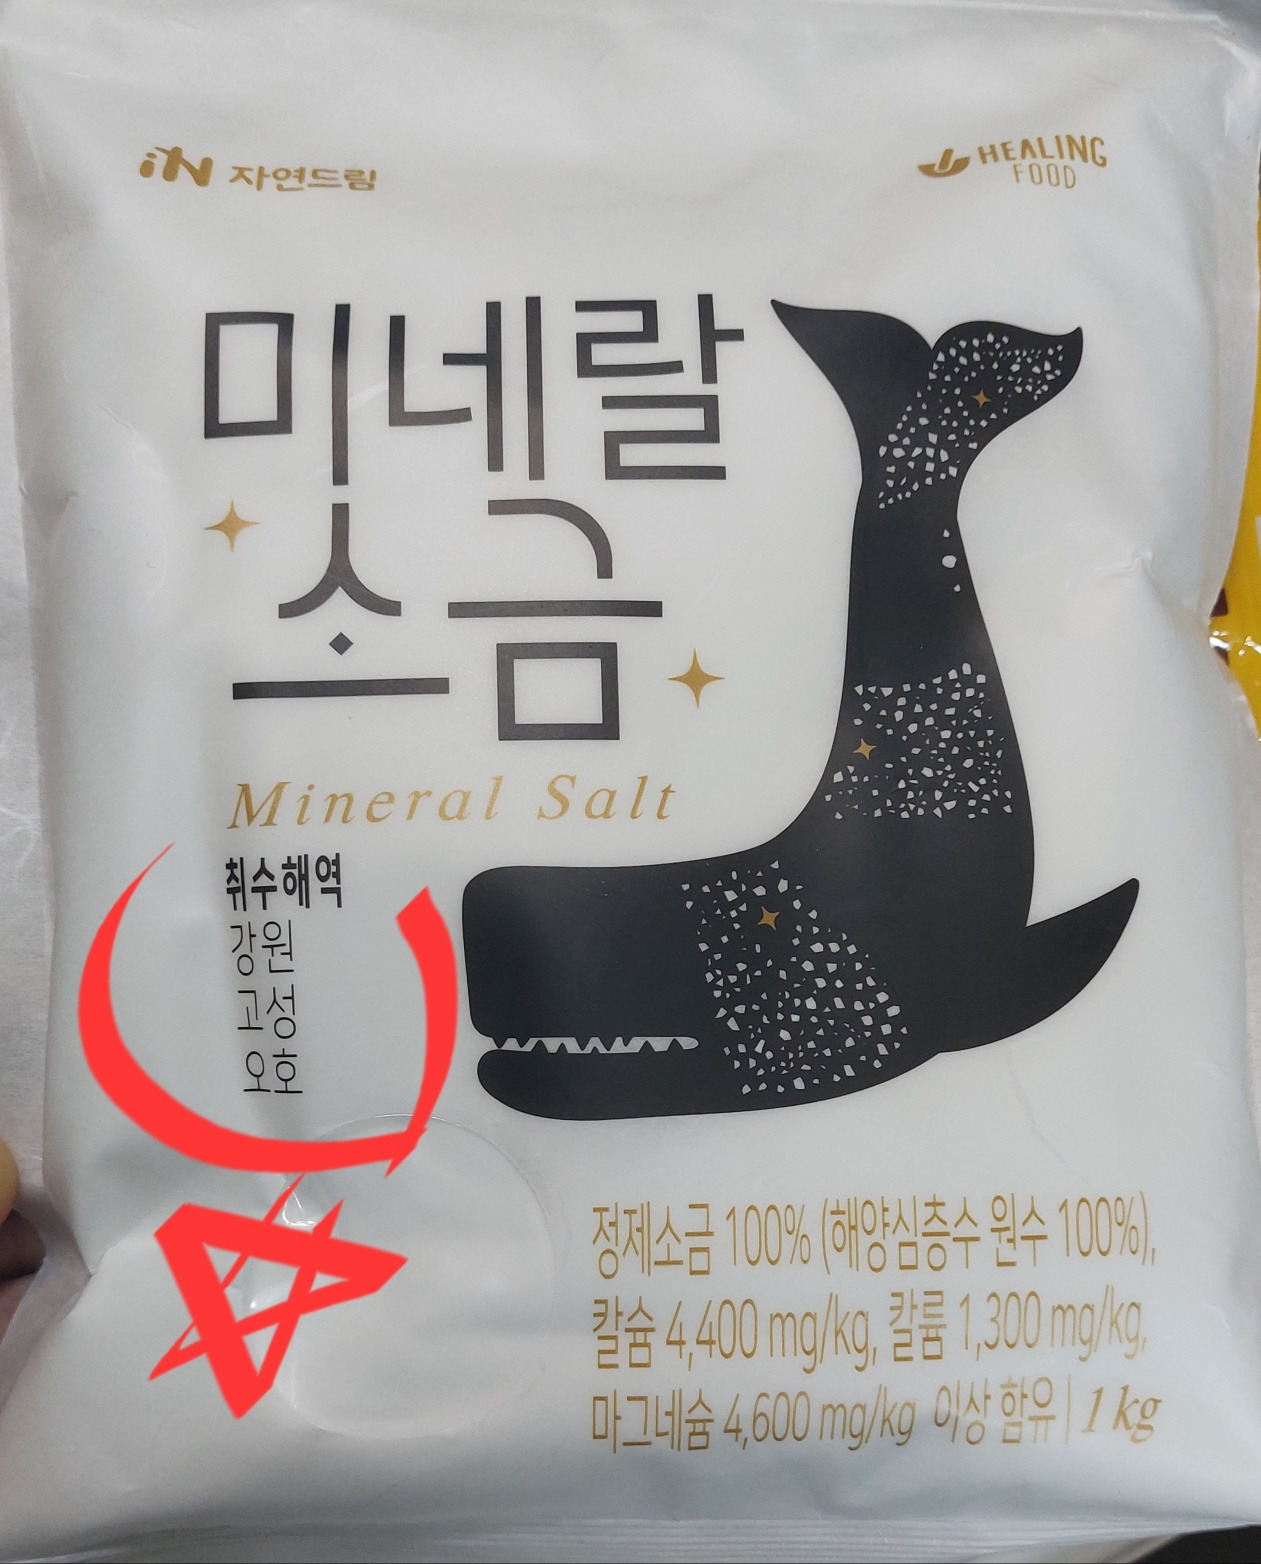 iN 자연드림
HEALING
FOOD
미네랄
소금
Mineral Salt
취수해역
강원
고성
오호
정제소금 100% (해양심층수 원수 100%),
칼슘 4,400 mg/kg, 칼륨 1,300 mg/kg,
마그네슘 4,600 mg/kg 이상 함유 | 1 kg